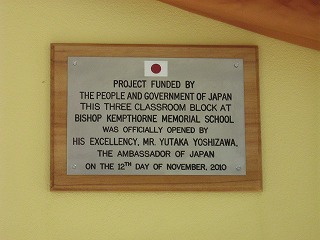 PROJECT FUNDED BY
THE PEOPLE AND GOVERNMENT OF JAPAN
THIS THREE CLASSROOM BLOCK AT
BISHOP KEMPTHORNE MEMORIAL SCHOOL
WAS OFFICIALLY OPENED BY
HIS EXCELLENCY, MR. YUTAKA YOSHIZAWA,
THE AMBASSADOR OF JAPAN
ON THE 12TH DAY OF NOVEMBER, 2010